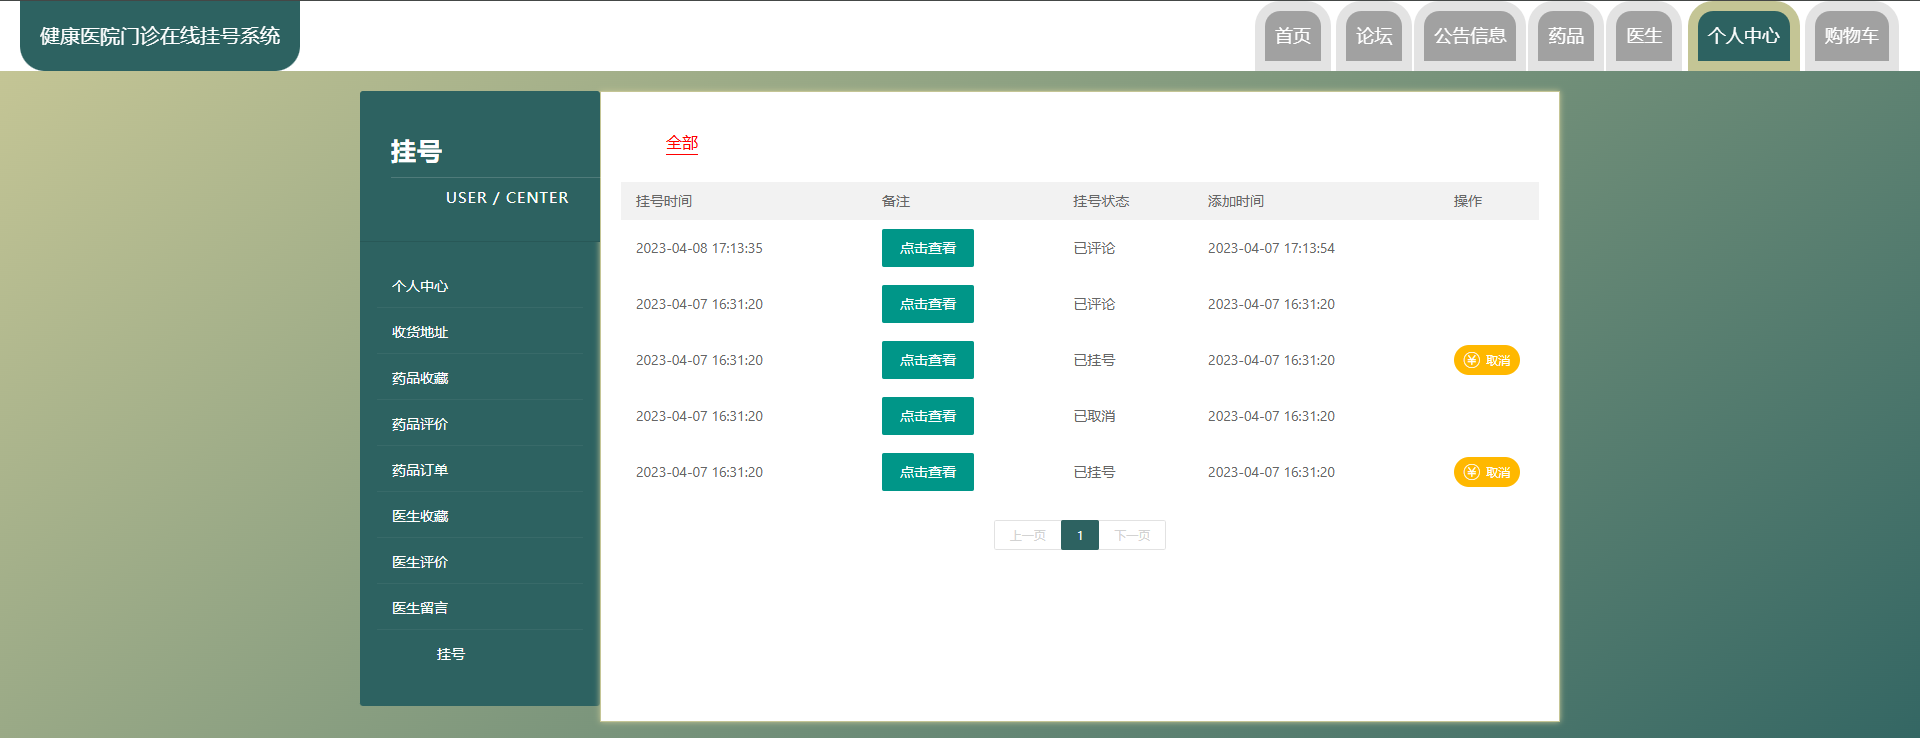 健康医院门诊在线挂号系统
首页 论坛 公告信息 药品 医生 个人中心 购物车
挂号
USER / CENTER
个人中心
收货地址
药品收藏
药品评价
药品订单
医生收藏
医生评价
医生留言
挂号
全部
挂号时间 备注 挂号状态 添加时间 操作
2023-04-08 17:13:35 点击查看 已评论 2023-04-07 17:13:54
2023-04-07 16:31:20 点击查看 已评论 2023-04-07 16:31:20
2023-04-07 16:31:20 点击查看 已挂号 2023-04-07 16:31:20 取消
2023-04-07 16:31:20 点击查看 已取消 2023-04-07 16:31:20
2023-04-07 16:31:20 点击查看 已挂号 2023-04-07 16:31:20 取消
上一页 1 下一页